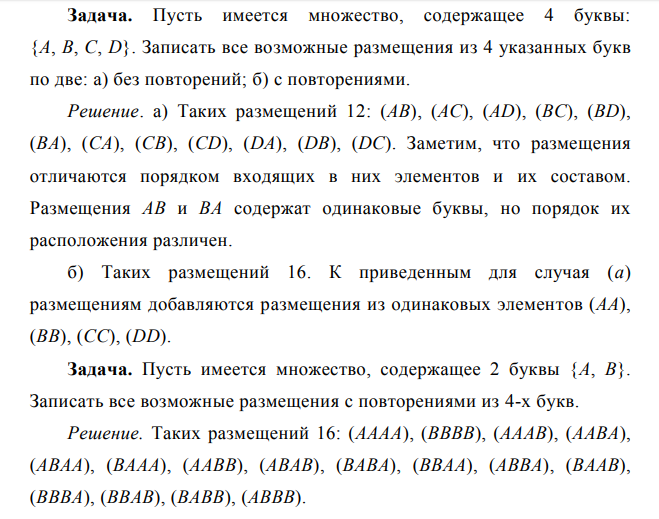 Задача. Пусть имеется множество, содержащее 4 буквы:
{A, B, C, D}. Записать все возможные размещения из 4 указанных букв
по две: а) без повторений; б) с повторениями.
Решение. а) Таких размещений 12: (AB), (AC), (AD), (BC), (BD),
(BA), (CA), (CB), (CD), (DA), (DB), (DC). Заметим, что размещения
отличаются порядком входящих в них элементов и их составом.
Размещения AB и BA содержат одинаковые буквы, но порядок их
расположения различен.
б) Таких размещений 16. К приведенным для случая (а)
размещениям добавляются размещения из одинаковых элементов (AA),
(BB), (CC), (DD).
Задача. Пусть имеется множество, содержащее 2 буквы {A, B}.
Записать все возможные размещения с повторениями из 4-х букв.
Решение. Таких размещений 16: (AAAA), (BBBB), (AAAB), (AABA),
(ABAA), (BAAA), (AABB), (ABAB), (BABA), (BBAA), (ABBA), (BAAB),
(BBBA), (BBAB), (BABB), (ABBB).